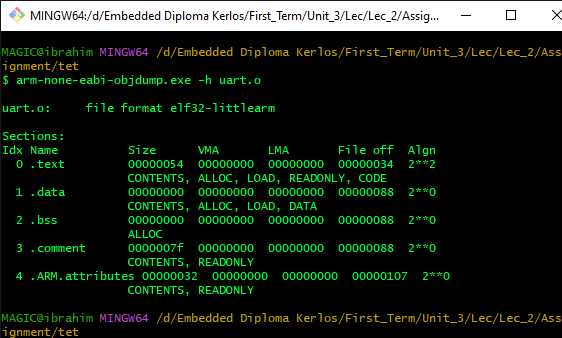 MINGW64:/d/Embedded Diploma Kerlos/First_Term/Unit_3/Lec/Lec_2/Assig...
MAGIC@ibrahim MINGW64 /d/Embedded Diploma Kerlos/First_Term/Unit_3/Lec/Lec_2/Ass
ignment/tet
$ arm-none-eabi-objdump.exe -h uart.o
uart.o:     file format elf32-littlearm
Sections:
Idx Name          Size      VMA       LMA       File off  Algn
  0 .text         00000054  00000000  00000000  00000034  2**2
                  CONTENTS, ALLOC, LOAD, READONLY, CODE
  1 .data         00000000  00000000  00000000  00000088  2**0
                  CONTENTS, ALLOC, LOAD, DATA
  2 .bss          00000000  00000000  00000000  00000088  2**0
                  ALLOC
  3 .comment      0000007f  00000000  00000000  00000088  2**0
                  CONTENTS, READONLY
  4 .ARM.attributes 00000032  00000000  00000000  00000107  2**0
                  CONTENTS, READONLY
MAGIC@ibrahim MINGW64 /d/Embedded Diploma Kerlos/First_Term/Unit_3/Lec/Lec_2/Ass
ignment/tet